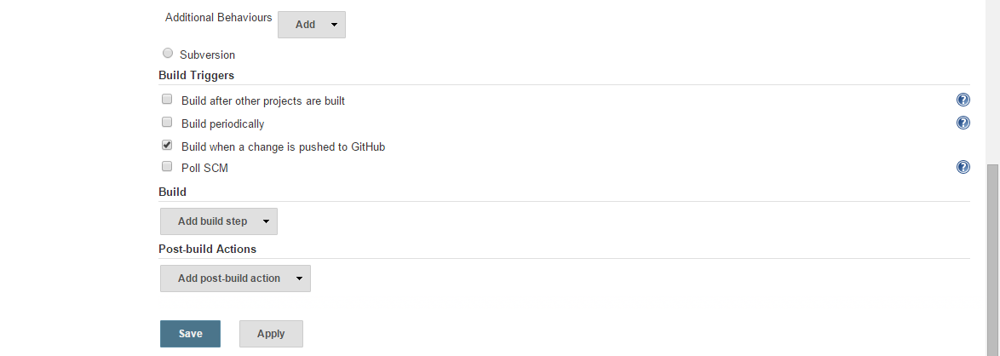 Additional Behaviours Add
Subversion
Build Triggers
Build after other projects are built ?
Build periodically ?
Build when a change is pushed to GitHub
Poll SCM ?
Build
Add build step
Post-build Actions
Add post-build action
Save Apply